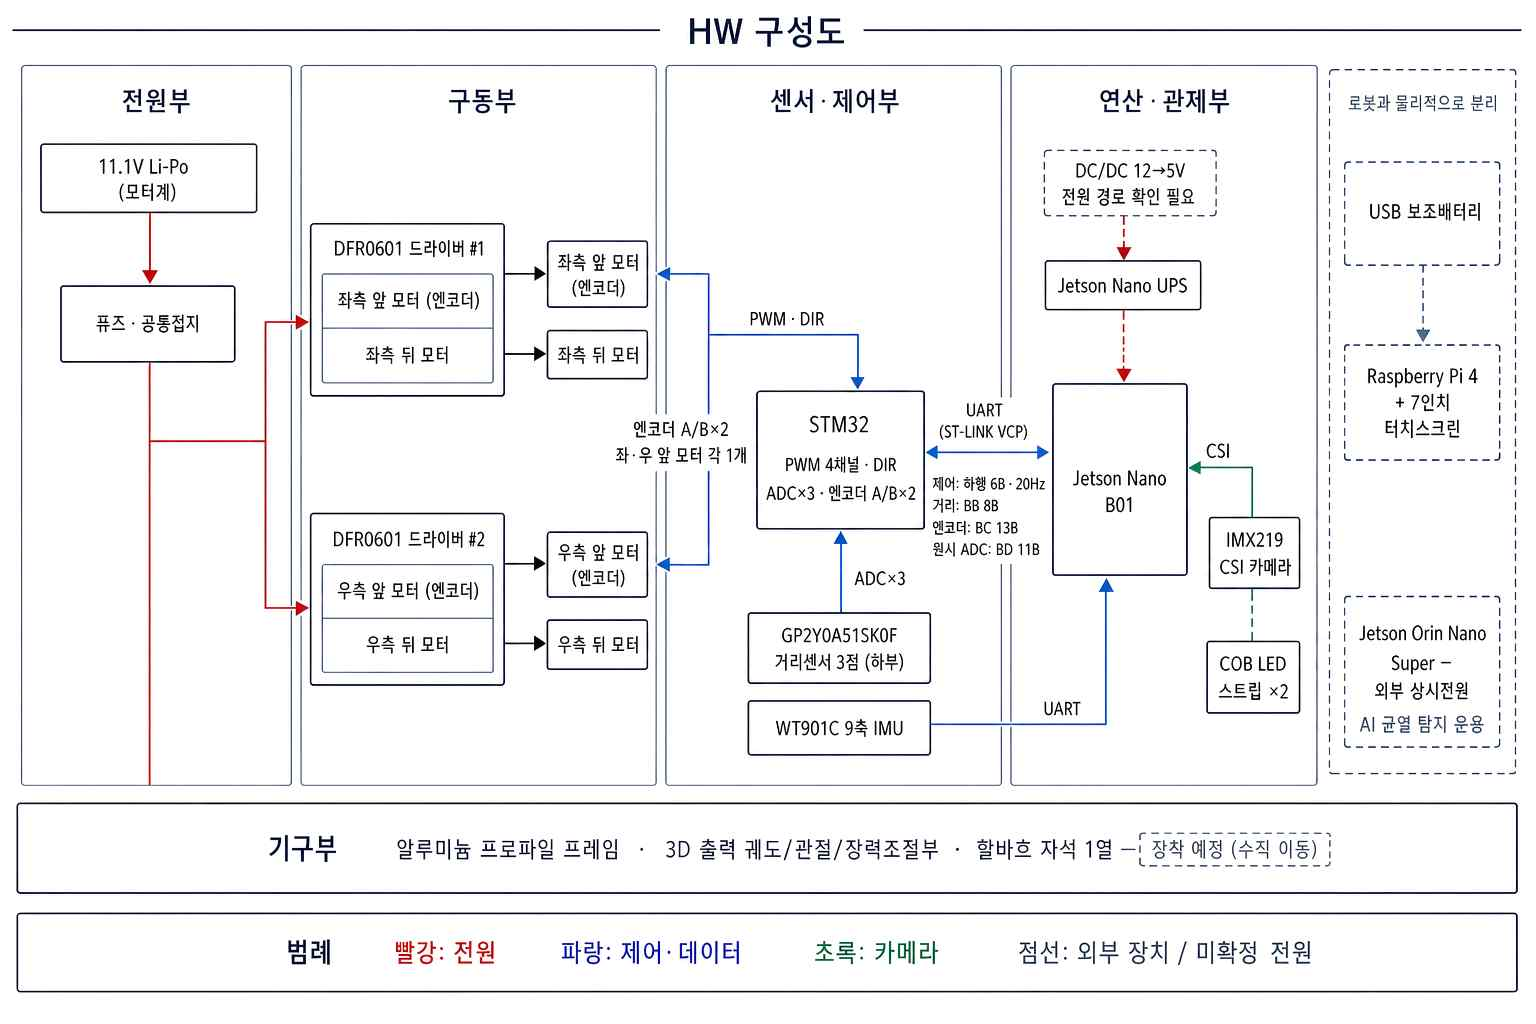 HW 구성도
전원부
11.1V Li-Po
(모터계)
퓨즈 · 공통접지
구동부
DFR0601 드라이버 #1
좌측 앞 모터 (엔코더)
좌측 뒤 모터
좌측 앞 모터
(엔코더)
좌측 뒤 모터
DFR0601 드라이버 #2
우측 앞 모터 (엔코더)
우측 뒤 모터
우측 앞 모터
(엔코더)
우측 뒤 모터
엔코더 A/B×2
좌·우 앞 모터 각 1개
센서 · 제어부
PWM · DIR
STM32
PWM 4채널 · DIR
ADC×3 · 엔코더 A/B×2
ADC×3
GP2Y0A51SK0F
거리센서 3점 (하부)
WT901C 9축 IMU
UART
(ST-LINK VCP)
제어: 하행 6B · 20Hz
거리: BB 8B
엔코더: BC 13B
원시 ADC: BD 11B
UART
연산 · 관제부
DC/DC 12→5V
전원 경로 확인 필요
Jetson Nano UPS
Jetson Nano
B01
CSI
IMX219
CSI 카메라
COB LED
스트립 ×2
로봇과 물리적으로 분리
USB 보조배터리
Raspberry Pi 4
+ 7인치
터치스크린
Jetson Orin Nano
Super –
외부 상시전원
AI 균열 탐지 운용
기구부 알루미늄 프로파일 프레임 · 3D 출력 궤도/관절/장력조절부 · 할바흐 자석 1열 – 장착 예정 (수직 이동)
범례 빨강: 전원 파랑: 제어 · 데이터 초록: 카메라 점선: 외부 장치 / 미확정 전원